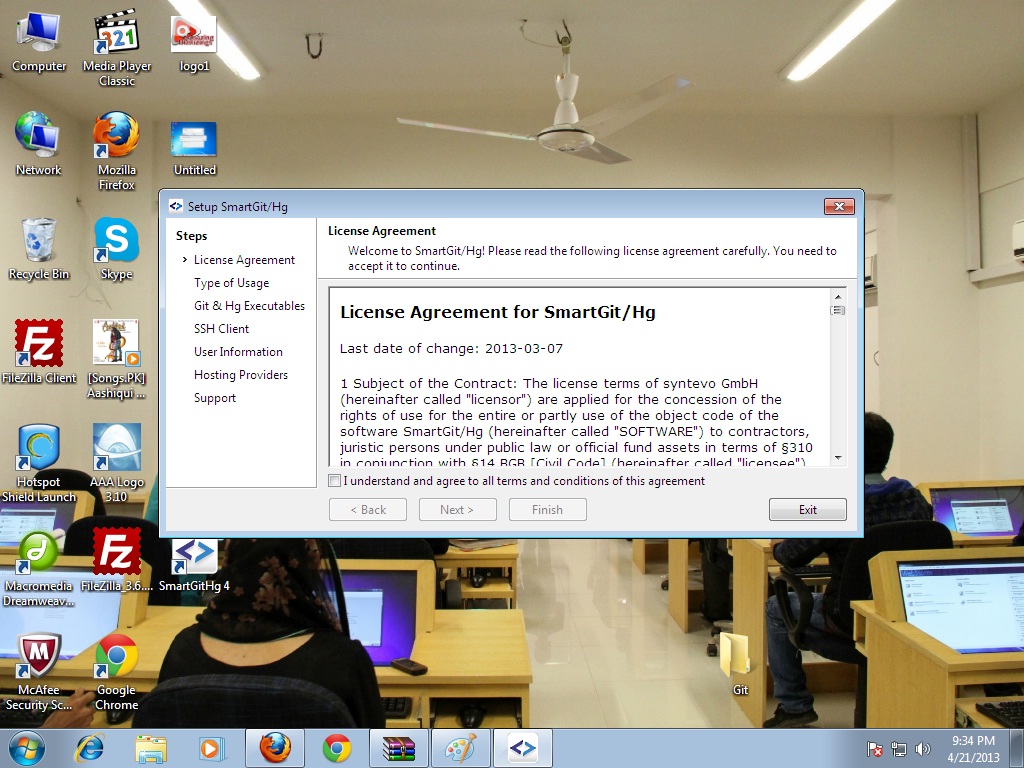 Computer
Media Player
Classic
logo1
Network
Mozilla
Firefox
Untitled
Recycle Bin
Skype
FileZilla Client
[Songs.PK]
Aashiqui ...
Hotspot
Shield Launch
AAA Logo
3.10
Macromedia
Dreamweav...
FileZilla_3.6....
SmartGitHg 4
McAfee
Security Sc...
Google
Chrome
Git
Setup SmartGit/Hg
Steps
License Agreement
Type of Usage
Git & Hg Executables
SSH Client
User Information
Hosting Providers
Support
License Agreement
Welcome to SmartGit/Hg! Please read the following license agreement carefully. You need to
accept it to continue.
License Agreement for SmartGit/Hg
Last date of change: 2013-03-07
1 Subject of the Contract: The license terms of syntevo GmbH
(hereinafter called "licensor") are applied for the concession of the
rights of use for the entire or partly use of the object code of the
software SmartGit/Hg (hereinafter called "SOFTWARE") to contractors,
juristic persons under public law or official fund assets in terms of §310
in conjunction with §14 BGB [Civil Code] (hereinafter called "licensee")
I understand and agree to all terms and conditions of this agreement
< Back
Next >
Finish
Exit
9:34 PM
4/21/2013